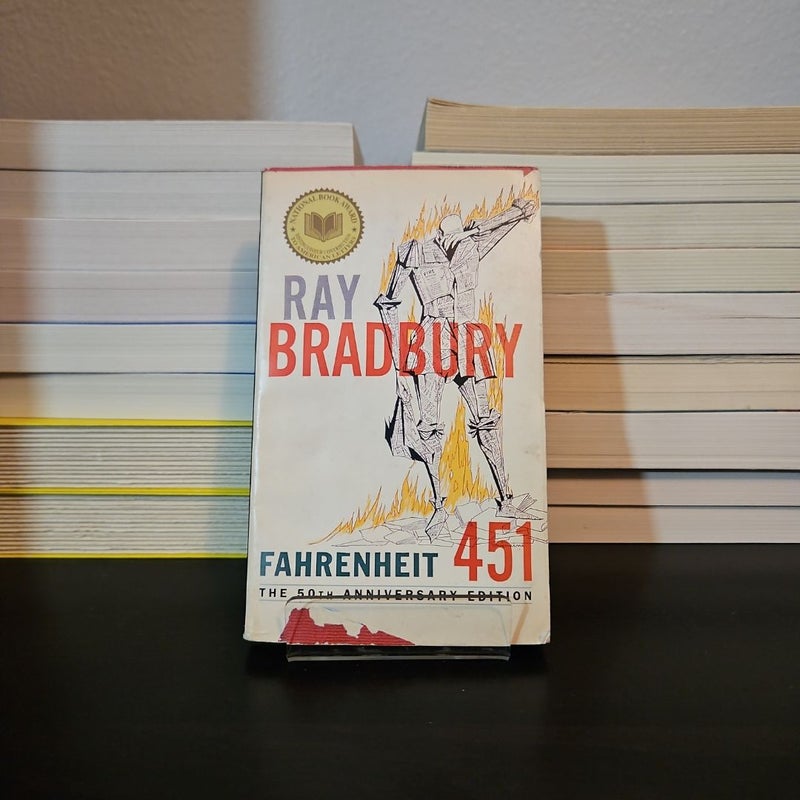 NATIONAL BOOK AWARD
RAY
BRADBURY
FAHRENHEIT 451
THE 50TH ANNIVERSARY EDITION